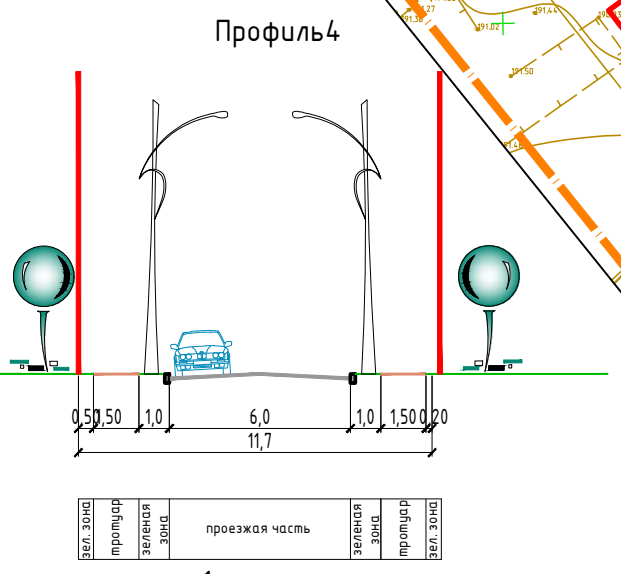 Профиль4
191.44
191.02
191.50
0,50
1,50
1,0
6,0
1,0
1,50
0,20
11,7
зел. зона
тротуар
зеленая
зона
проезжая часть
зеленая
зона
тротуар
зел. зона